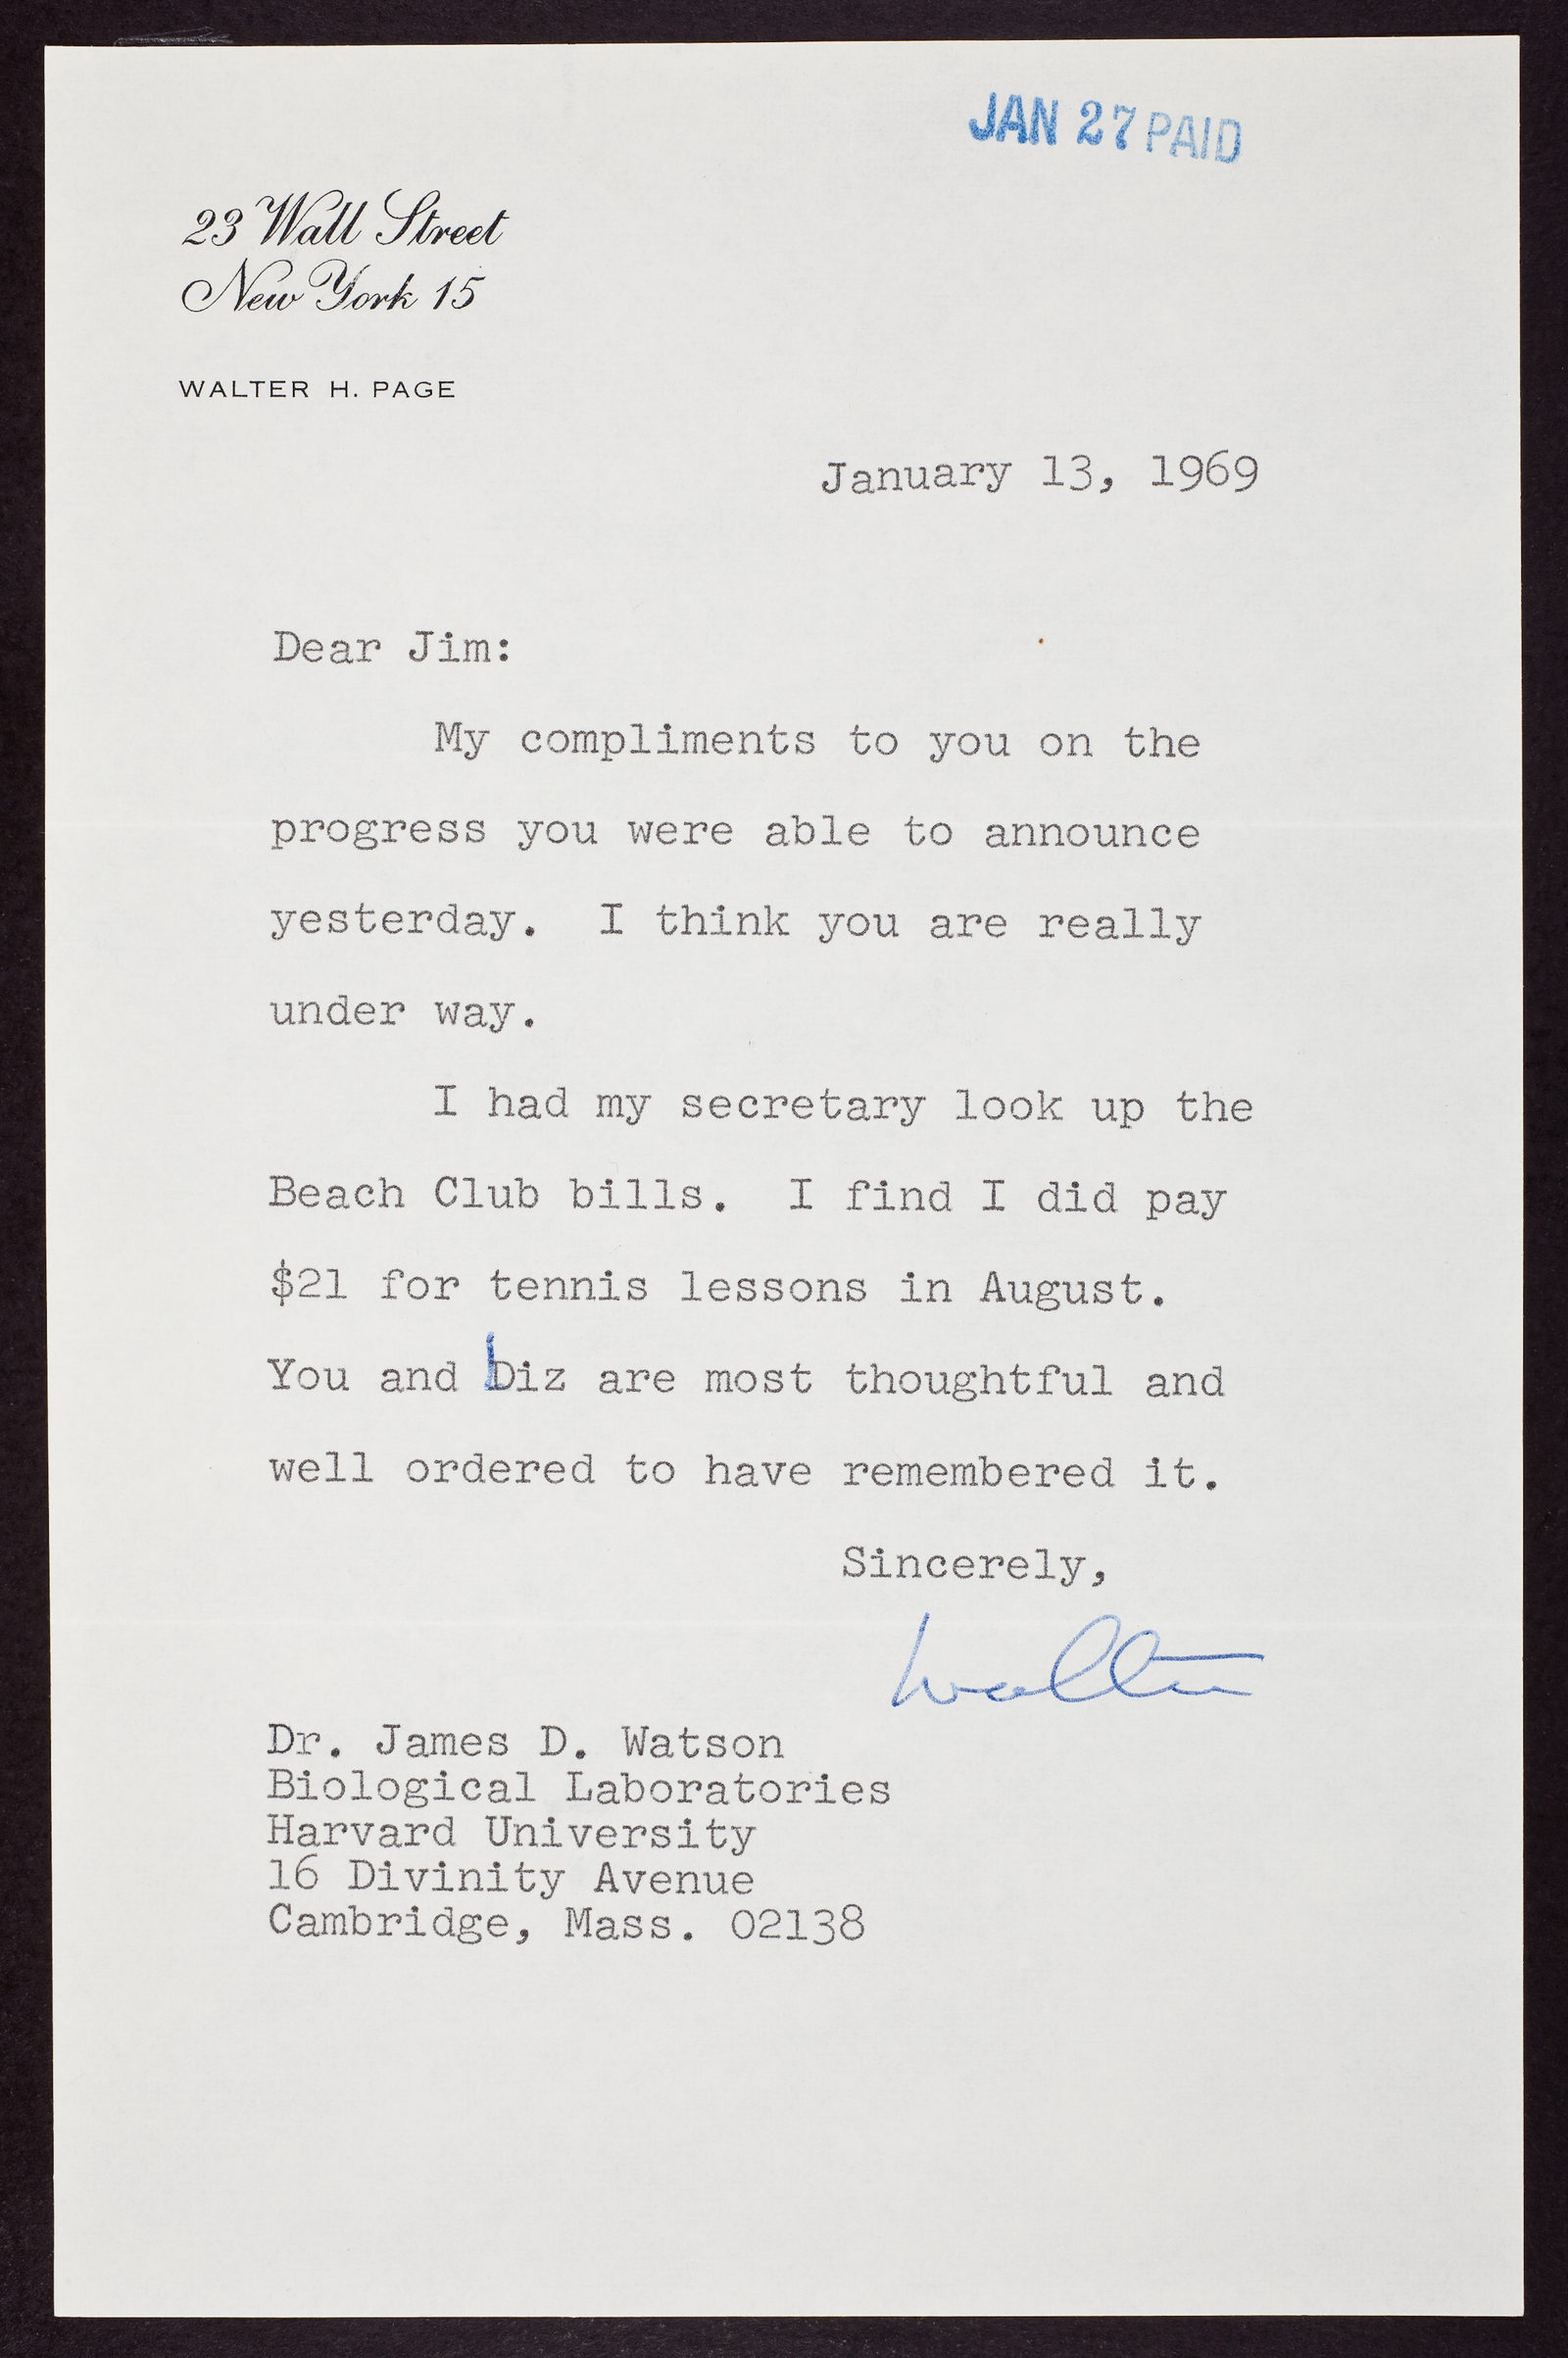 JAN 27 PAID
23 Wall Street
New York 15
WALTER H. PAGE
January 13, 1969
Dear Jim:
My compliments to you on the
progress you were able to announce
yesterday. I think you are really
under way.
I had my secretary look up the
Beach Club bills. I find I did pay
$21 for tennis lessons in August.
You and Diz are most thoughtful and
well ordered to have remembered it.
Sincerely,
Walter
Dr. James D. Watson
Biological Laboratories
Harvard University
16 Divinity Avenue
Cambridge, Mass. 02138